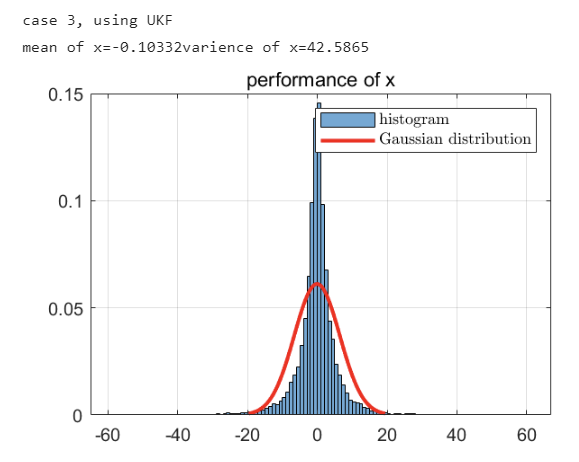 case 3, using UKF
mean of x=-0.10332varience of x=42.5865
performance of x
0.15
histogram
Gaussian distribution
0.1
0.05
0
-60 -40 -20 0 20 40 60